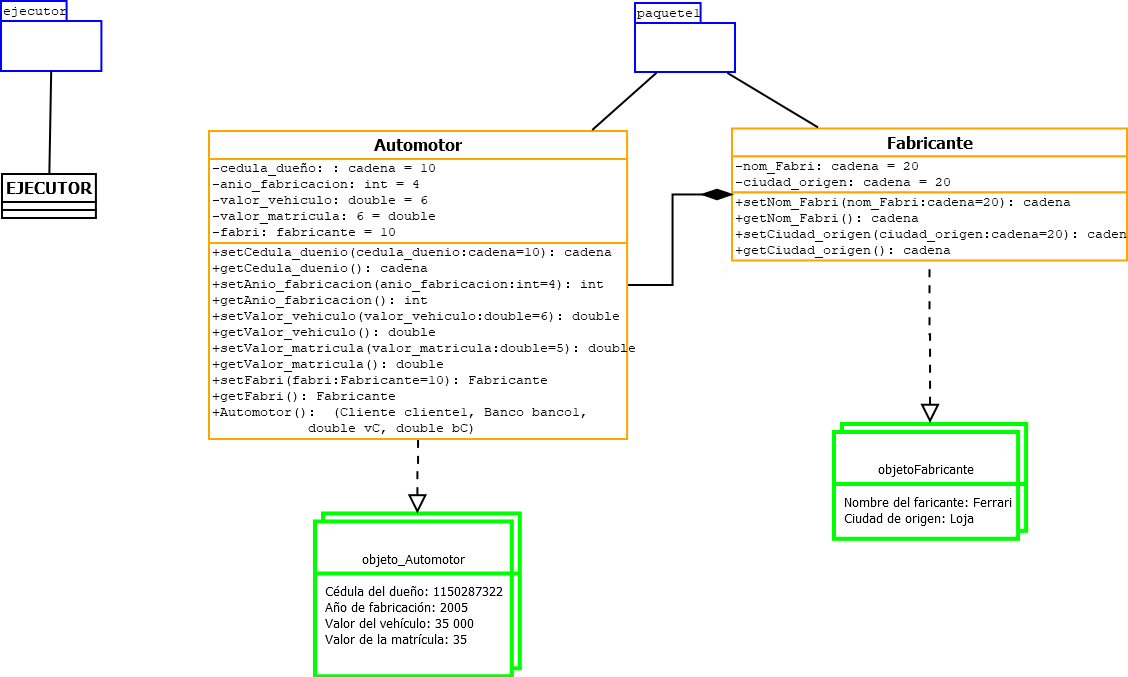 ejecutor
EJECUTOR
paquete1
Automotor
-cedula_dueño: : cadena = 10
-anio_fabricacion: int = 4
-valor_vehiculo: double = 6
-valor_matricula: 6 = double
-fabri: fabricante = 10
+setCedula_duenio(cedula_duenio:cadena=10): cadena
+getCedula_duenio(): cadena
+setAnio_fabricacion(anio_fabricacion:int=4): int
+getAnio_fabricacion(): int
+setValor_vehiculo(valor_vehiculo:double=6): double
+getValor_vehiculo(): double
+setValor_matricula(valor_matricula:double=5): double
+getValor_matricula(): double
+setFabri(fabri:Fabricante=10): Fabricante
+getFabri(): Fabricante
+Automotor(): (Cliente cliente1, Banco banco1,
double vC, double bC)
Fabricante
-nom_Fabri: cadena = 20
-ciudad_origen: cadena = 20
+setNom_Fabri(nom_Fabri:cadena=20): cadena
+getNom_Fabri(): cadena
+setCiudad_origen(ciudad_origen:cadena=20): caden
+getCiudad_origen(): cadena
objeto_Automotor
Cédula del dueño: 1150287322
Año de fabricación: 2005
Valor del vehículo: 35 000
Valor de la matrícula: 35
objetoFabricante
Nombre del faricante: Ferrari
Ciudad de origen: Loja